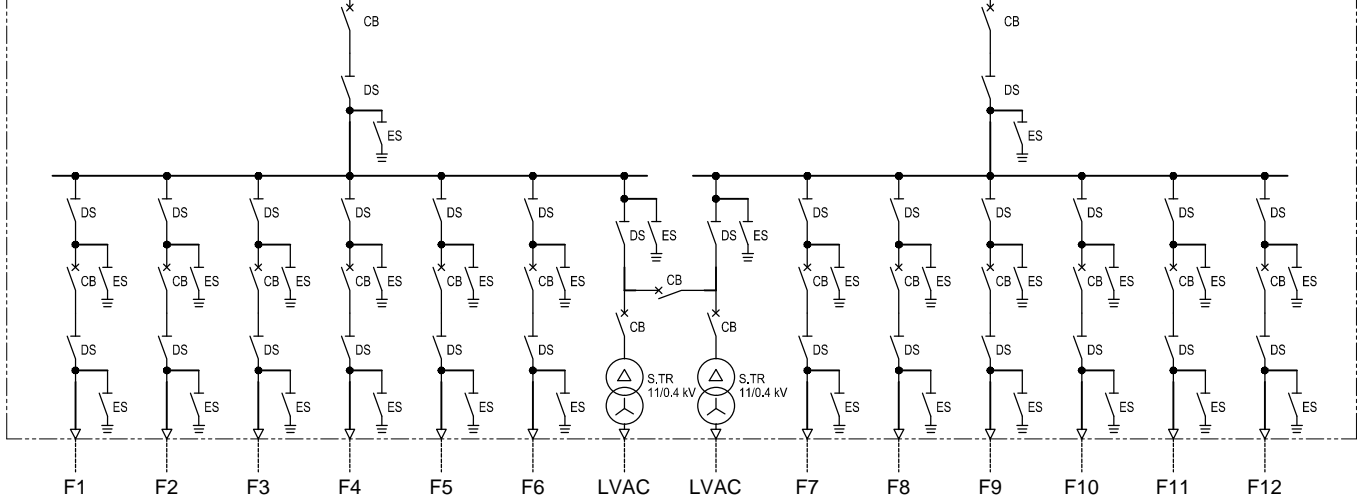 CB CB
DS DS
ES ES
DS DS DS DS DS DS DS DS DS DS DS DS
DS ES DS ES
CB ES CB ES CB ES CB ES CB ES CB ES CB CB ES CB ES CB ES CB ES CB ES CB ES
CB CB
DS DS DS DS DS DS DS DS DS DS DS DS
S.TR S.TR
11/0.4 kV 11/0.4 kV
ES ES ES ES ES ES ES ES ES ES ES ES
F1 F2 F3 F4 F5 F6 LVAC LVAC F7 F8 F9 F10 F11 F12